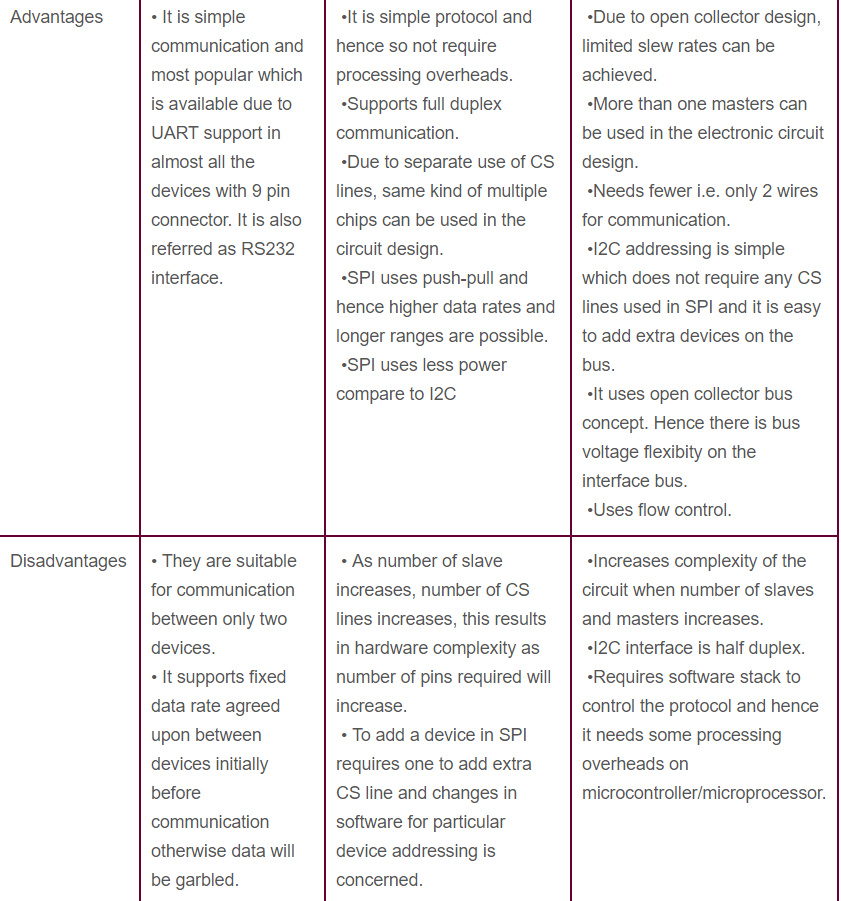 Advantages
• It is simple
communication and
most popular which
is available due to
UART support in
almost all the
devices with 9 pin
connector. It is also
referred as RS232
interface.
•It is simple protocol and
hence so not require
processing overheads.
•Supports full duplex
communication.
•Due to separate use of CS
lines, same kind of multiple
chips can be used in the
circuit design.
•SPI uses push-pull and
hence higher data rates and
longer ranges are possible.
•SPI uses less power
compare to I2C
•Due to open collector design,
limited slew rates can be
achieved.
•More than one masters can
be used in the electronic circuit
design.
•Needs fewer i.e. only 2 wires
for communication.
•I2C addressing is simple
which does not require any CS
lines used in SPI and it is easy
to add extra devices on the
bus.
•It uses open collector bus
concept. Hence there is bus
voltage flexibity on the
interface bus.
•Uses flow control.
Disadvantages
• They are suitable
for communication
between only two
devices.
• It supports fixed
data rate agreed
upon between
devices initially
before
communication
otherwise data will
be garbled.
• As number of slave
increases, number of CS
lines increases, this results
in hardware complexity as
number of pins required will
increase.
• To add a device in SPI
requires one to add extra
CS line and changes in
software for particular
device addressing is
concerned.
•Increases complexity of the
circuit when number of slaves
and masters increases.
•I2C interface is half duplex.
•Requires software stack to
control the protocol and hence
it needs some processing
overheads on
microcontroller/microprocessor.